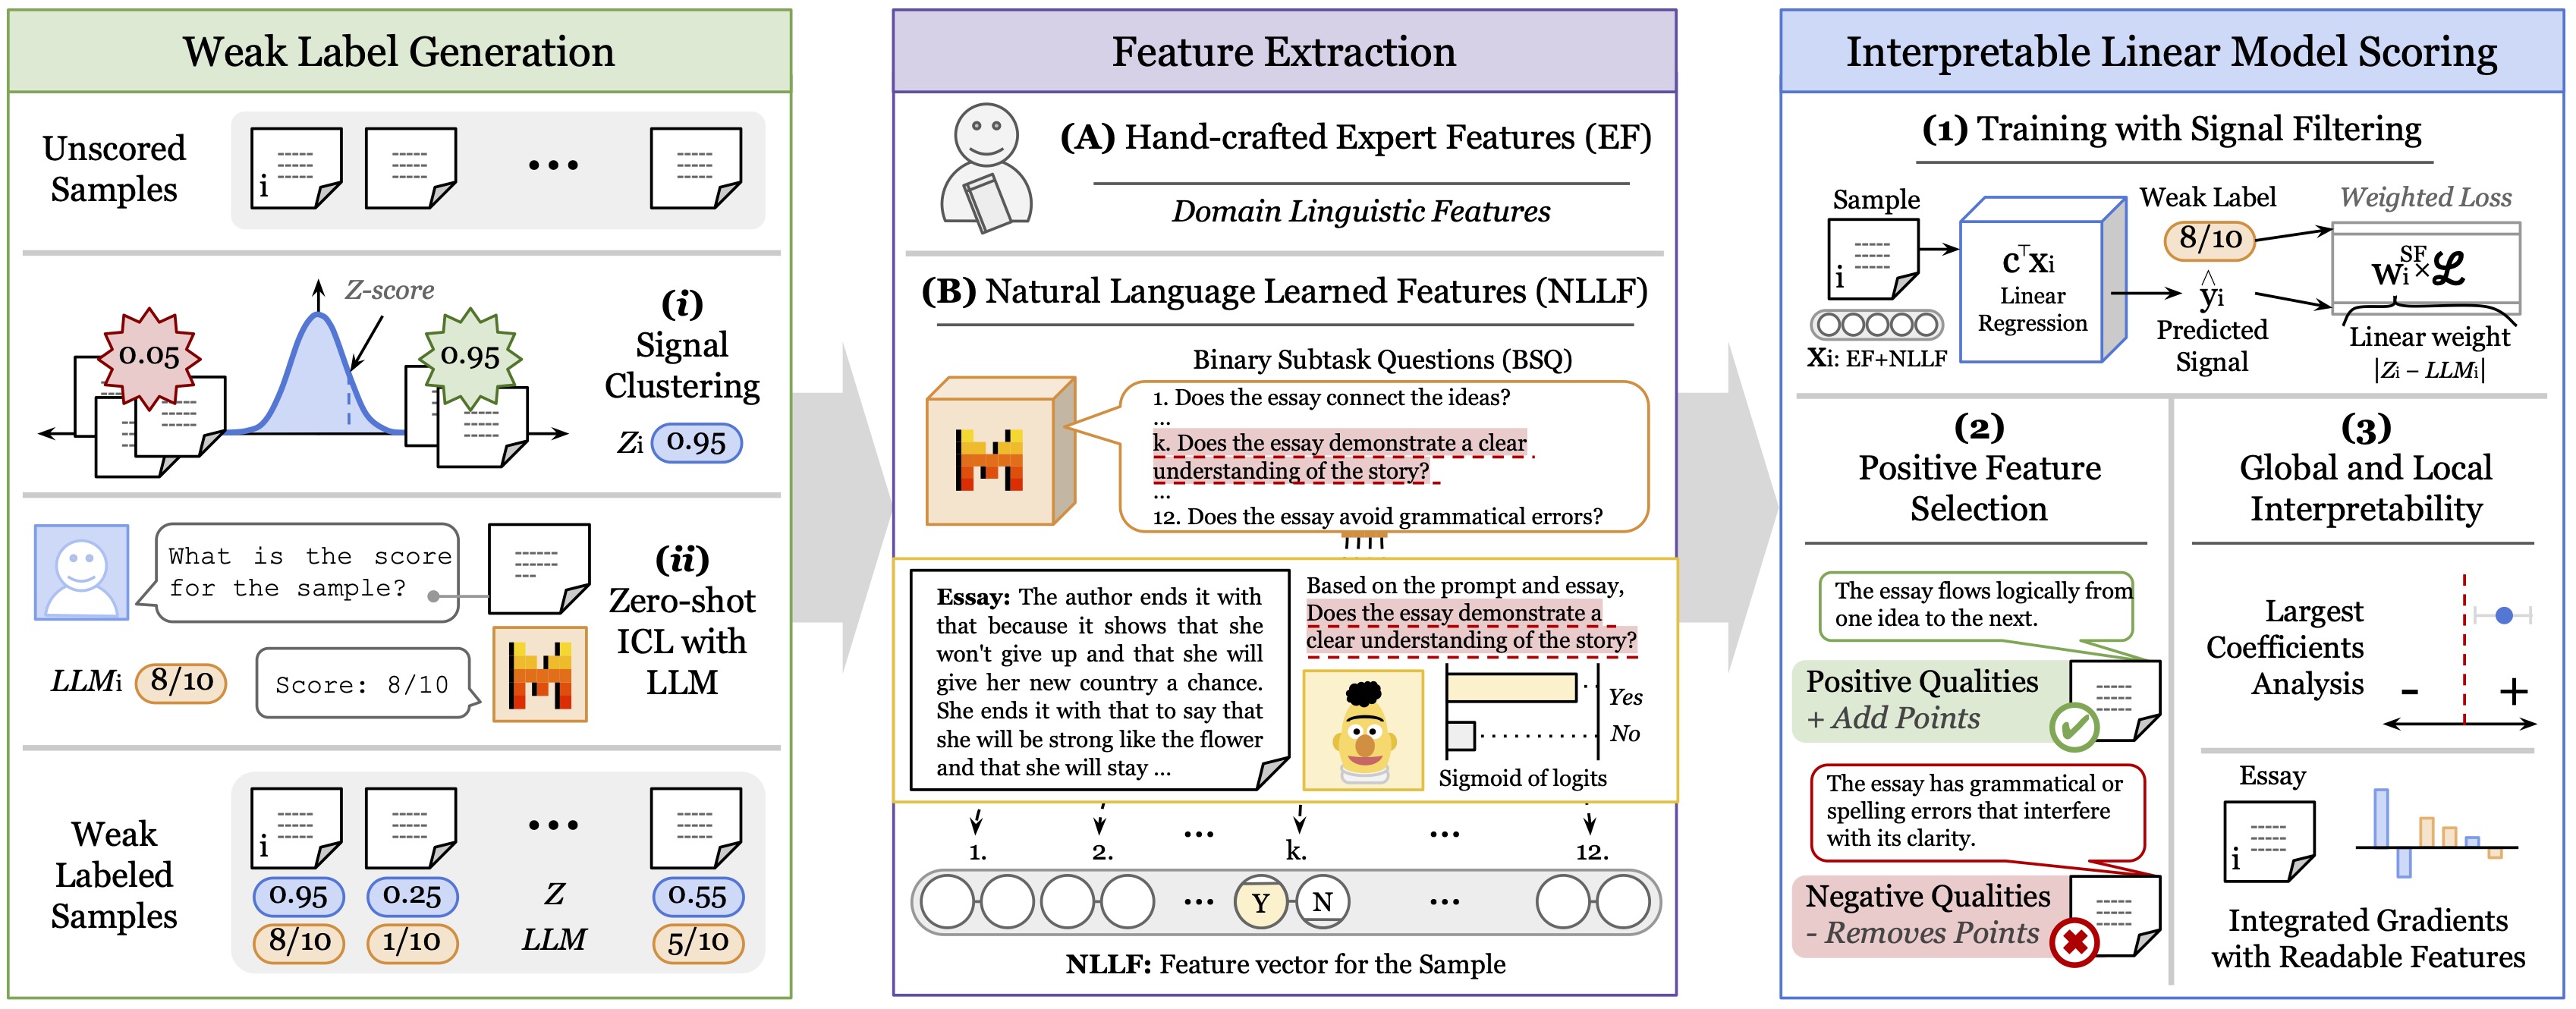 Weak Label Generation
Unscored
Samples
i
Z-score
0.05
0.95
(i)
Signal
Clustering
Zi 0.95
What is the score
for the sample?
(ii)
Zero-shot
ICL with
LLM
LLMi 8/10
Score: 8/10
Weak
Labeled
Samples
i
0.95 0.25 Z 0.55
8/10 1/10 LLM 5/10
Feature Extraction
(A) Hand-crafted Expert Features (EF)
Domain Linguistic Features
(B) Natural Language Learned Features (NLLF)
Binary Subtask Questions (BSQ)
1. Does the essay connect the ideas?
...
k. Does the essay demonstrate a clear
understanding of the story?
...
12. Does the essay avoid grammatical errors?
Essay: The author ends it with
that because it shows that she
won't give up and that she will
give her new country a chance.
She ends it with that to say that
she will be strong like the flower
and that she will stay ...
Based on the prompt and essay,
Does the essay demonstrate a
clear understanding of the story?
Yes
No
Sigmoid of logits
1. 2. ... k. ... 12.
... Y N ...
NLLF: Feature vector for the Sample
Interpretable Linear Model Scoring
(1) Training with Signal Filtering
Sample
i
Xi: EF+NLLF
c⊤xi
Linear
Regression
Weak Label
8/10
ŷi
Predicted
Signal
Weighted Loss
wiSF×ℒ
Linear weight
|Zi − LLMi|
(2)
Positive Feature
Selection
The essay flows logically from
one idea to the next.
Positive Qualities
+ Add Points
The essay has grammatical or
spelling errors that interfere
with its clarity.
Negative Qualities
- Removes Points
(3)
Global and Local
Interpretability
Largest
Coefficients
Analysis
- +
Essay
i
Integrated Gradients
with Readable Features